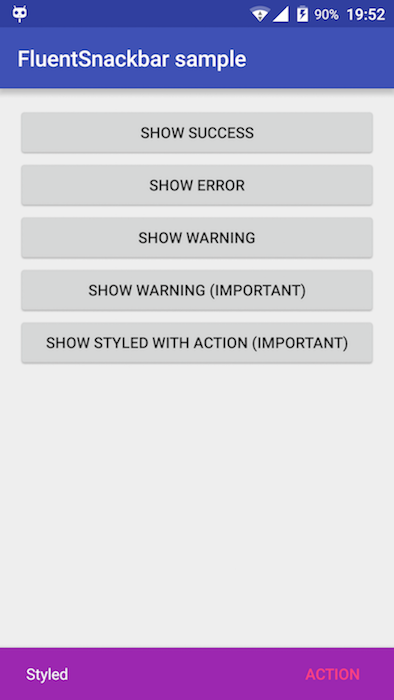 90% 19:52
FluentSnackbar sample
SHOW SUCCESS
SHOW ERROR
SHOW WARNING
SHOW WARNING (IMPORTANT)
SHOW STYLED WITH ACTION (IMPORTANT)
Styled ACTION